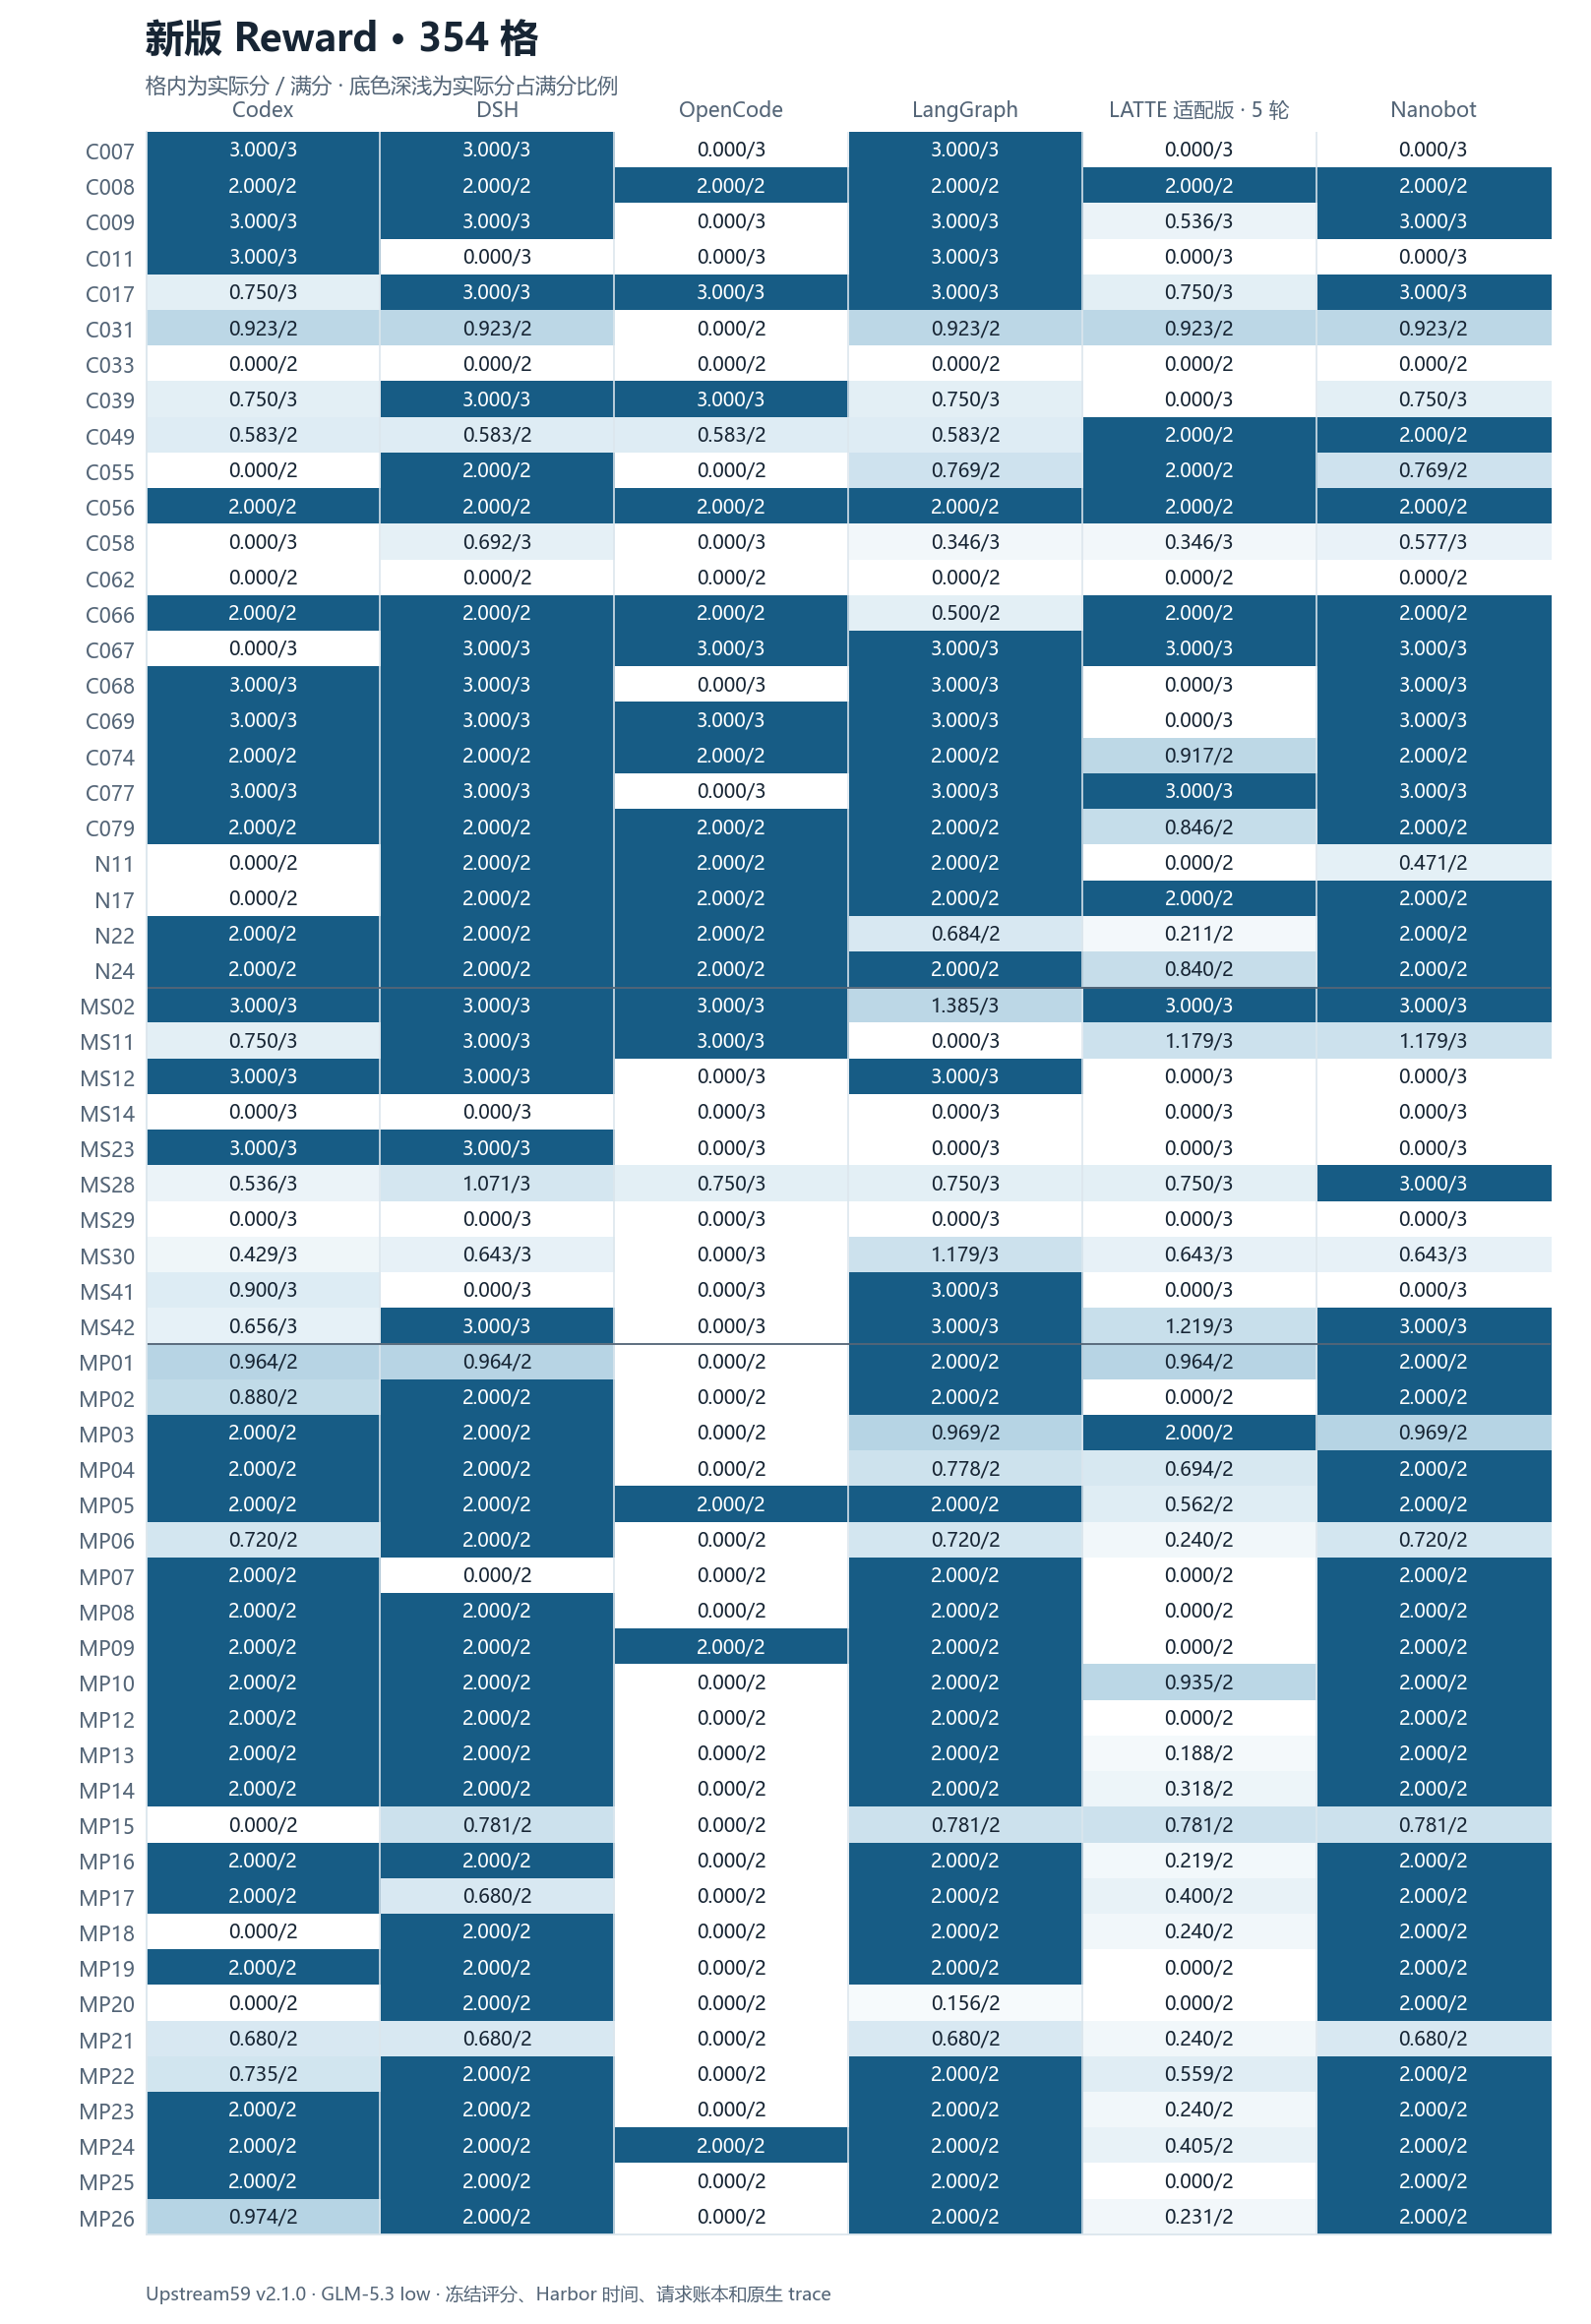 新版 Reward • 354 格
格内为实际分 / 满分 · 底色深浅为实际分占满分比例
Codex DSH OpenCode LangGraph LATTE 适配版 · 5 轮 Nanobot
C007 3.000/3 3.000/3 0.000/3 3.000/3 0.000/3 0.000/3
C008 2.000/2 2.000/2 2.000/2 2.000/2 2.000/2 2.000/2
C009 3.000/3 3.000/3 0.000/3 3.000/3 0.536/3 3.000/3
C011 3.000/3 0.000/3 0.000/3 3.000/3 0.000/3 0.000/3
C017 0.750/3 3.000/3 3.000/3 3.000/3 0.750/3 3.000/3
C031 0.923/2 0.923/2 0.000/2 0.923/2 0.923/2 0.923/2
C033 0.000/2 0.000/2 0.000/2 0.000/2 0.000/2 0.000/2
C039 0.750/3 3.000/3 3.000/3 0.750/3 0.000/3 0.750/3
C049 0.583/2 0.583/2 0.583/2 0.583/2 2.000/2 2.000/2
C055 0.000/2 2.000/2 0.000/2 0.769/2 2.000/2 0.769/2
C056 2.000/2 2.000/2 2.000/2 2.000/2 2.000/2 2.000/2
C058 0.000/3 0.692/3 0.000/3 0.346/3 0.346/3 0.577/3
C062 0.000/2 0.000/2 0.000/2 0.000/2 0.000/2 0.000/2
C066 2.000/2 2.000/2 2.000/2 0.500/2 2.000/2 2.000/2
C067 0.000/3 3.000/3 3.000/3 3.000/3 3.000/3 3.000/3
C068 3.000/3 3.000/3 0.000/3 3.000/3 0.000/3 3.000/3
C069 3.000/3 3.000/3 3.000/3 3.000/3 0.000/3 3.000/3
C074 2.000/2 2.000/2 2.000/2 2.000/2 0.917/2 2.000/2
C077 3.000/3 3.000/3 0.000/3 3.000/3 3.000/3 3.000/3
C079 2.000/2 2.000/2 2.000/2 2.000/2 0.846/2 2.000/2
N11 0.000/2 2.000/2 2.000/2 2.000/2 0.000/2 0.471/2
N17 0.000/2 2.000/2 2.000/2 2.000/2 2.000/2 2.000/2
N22 2.000/2 2.000/2 2.000/2 0.684/2 0.211/2 2.000/2
N24 2.000/2 2.000/2 2.000/2 2.000/2 0.840/2 2.000/2
MS02 3.000/3 3.000/3 3.000/3 1.385/3 3.000/3 3.000/3
MS11 0.750/3 3.000/3 3.000/3 0.000/3 1.179/3 1.179/3
MS12 3.000/3 3.000/3 0.000/3 3.000/3 0.000/3 0.000/3
MS14 0.000/3 0.000/3 0.000/3 0.000/3 0.000/3 0.000/3
MS23 3.000/3 3.000/3 0.000/3 0.000/3 0.000/3 0.000/3
MS28 0.536/3 1.071/3 0.750/3 0.750/3 0.750/3 3.000/3
MS29 0.000/3 0.000/3 0.000/3 0.000/3 0.000/3 0.000/3
MS30 0.429/3 0.643/3 0.000/3 1.179/3 0.643/3 0.643/3
MS41 0.900/3 0.000/3 0.000/3 3.000/3 0.000/3 0.000/3
MS42 0.656/3 3.000/3 0.000/3 3.000/3 1.219/3 3.000/3
MP01 0.964/2 0.964/2 0.000/2 2.000/2 0.964/2 2.000/2
MP02 0.880/2 2.000/2 0.000/2 2.000/2 0.000/2 2.000/2
MP03 2.000/2 2.000/2 0.000/2 0.969/2 2.000/2 0.969/2
MP04 2.000/2 2.000/2 0.000/2 0.778/2 0.694/2 2.000/2
MP05 2.000/2 2.000/2 2.000/2 2.000/2 0.562/2 2.000/2
MP06 0.720/2 2.000/2 0.000/2 0.720/2 0.240/2 0.720/2
MP07 2.000/2 0.000/2 0.000/2 2.000/2 0.000/2 2.000/2
MP08 2.000/2 2.000/2 0.000/2 2.000/2 0.000/2 2.000/2
MP09 2.000/2 2.000/2 2.000/2 2.000/2 0.000/2 2.000/2
MP10 2.000/2 2.000/2 0.000/2 2.000/2 0.935/2 2.000/2
MP12 2.000/2 2.000/2 0.000/2 2.000/2 0.000/2 2.000/2
MP13 2.000/2 2.000/2 0.000/2 2.000/2 0.188/2 2.000/2
MP14 2.000/2 2.000/2 0.000/2 2.000/2 0.318/2 2.000/2
MP15 0.000/2 0.781/2 0.000/2 0.781/2 0.781/2 0.781/2
MP16 2.000/2 2.000/2 0.000/2 2.000/2 0.219/2 2.000/2
MP17 2.000/2 0.680/2 0.000/2 2.000/2 0.400/2 2.000/2
MP18 0.000/2 2.000/2 0.000/2 2.000/2 0.240/2 2.000/2
MP19 2.000/2 2.000/2 0.000/2 2.000/2 0.000/2 2.000/2
MP20 0.000/2 2.000/2 0.000/2 0.156/2 0.000/2 2.000/2
MP21 0.680/2 0.680/2 0.000/2 0.680/2 0.240/2 0.680/2
MP22 0.735/2 2.000/2 0.000/2 2.000/2 0.559/2 2.000/2
MP23 2.000/2 2.000/2 0.000/2 2.000/2 0.240/2 2.000/2
MP24 2.000/2 2.000/2 2.000/2 2.000/2 0.405/2 2.000/2
MP25 2.000/2 2.000/2 0.000/2 2.000/2 0.000/2 2.000/2
MP26 0.974/2 2.000/2 0.000/2 2.000/2 0.231/2 2.000/2
Upstream59 v2.1.0 · GLM-5.3 low · 冻结评分、Harbor 时间、请求账本和原生 trace